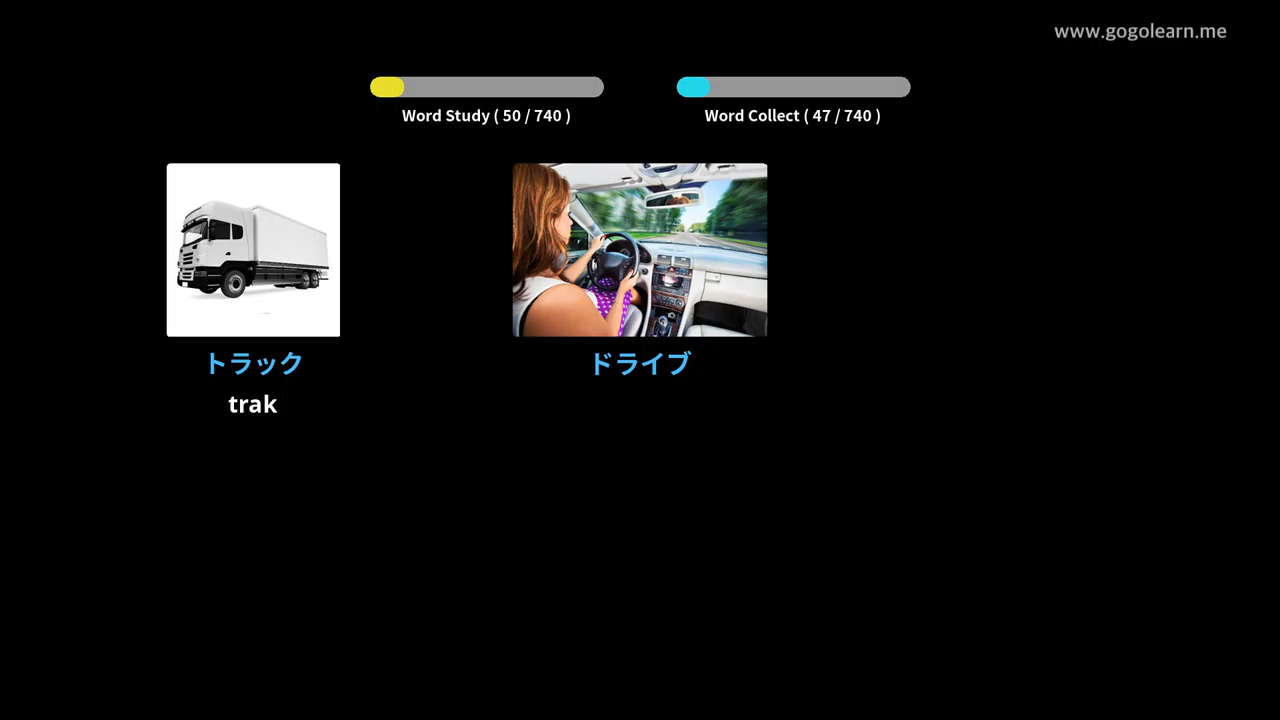 www.gogolearn.me
Word Study ( 50 / 740 )
Word Collect ( 47 / 740 )
トラック
ドライブ
trak